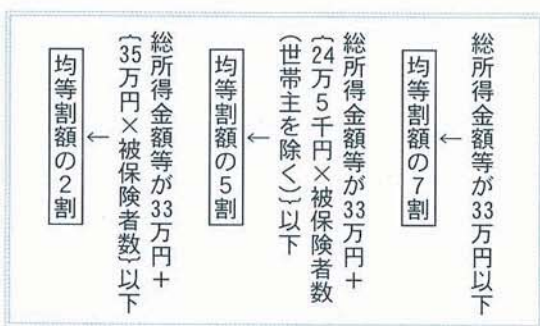 総所得金額等が33万円以下
↓
均等割額の7割
総所得金額等が33万円＋
{24万5千円×被保険者数
(世帯主を除く)}以下
↓
均等割額の5割
総所得金額等が33万円＋
{35万円×被保険者数}以下
↓
均等割額の2割